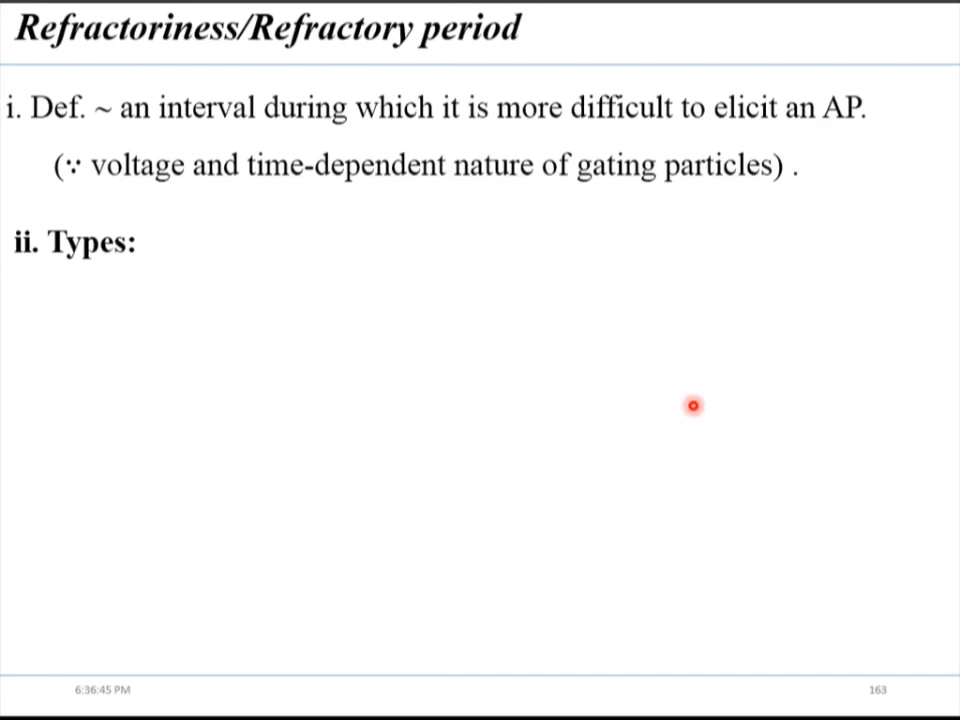 Refractoriness/Refractory period
i. Def. ~ an interval during which it is more difficult to elicit an AP.
(∵ voltage and time-dependent nature of gating particles) .
ii. Types:
6:36:45 PM
163